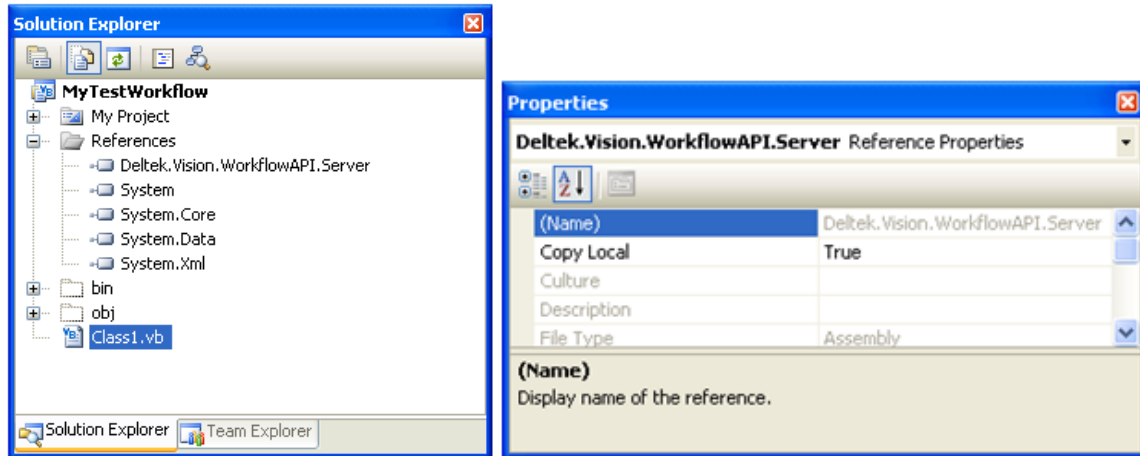 Solution Explorer
MyTestWorkflow
My Project
References
Deltek.Vision.WorkflowAPI.Server
System
System.Core
System.Data
System.Xml
bin
obj
Class1.vb
Solution Explorer Team Explorer
Properties
Deltek.Vision.WorkflowAPI.Server Reference Properties
(Name) Deltek.Vision.WorkflowAPI.Server
Copy Local True
Culture
Description
File Type Assembly
(Name)
Display name of the reference.